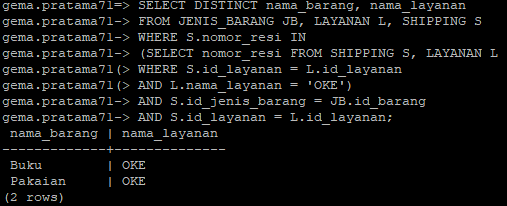 gema.pratama71=> SELECT DISTINCT nama_barang, nama_layanan
gema.pratama71-> FROM JENIS_BARANG JB, LAYANAN L, SHIPPING S
gema.pratama71-> WHERE S.nomor_resi IN
gema.pratama71-> (SELECT nomor_resi FROM SHIPPING S, LAYANAN L
gema.pratama71(> WHERE S.id_layanan = L.id_layanan
gema.pratama71(> AND L.nama_layanan = 'OKE')
gema.pratama71-> AND S.id_jenis_barang = JB.id_barang
gema.pratama71-> AND S.id_layanan = L.id_layanan;
 nama_barang | nama_layanan
-------------+--------------
 Buku        | OKE
 Pakaian     | OKE
(2 rows)